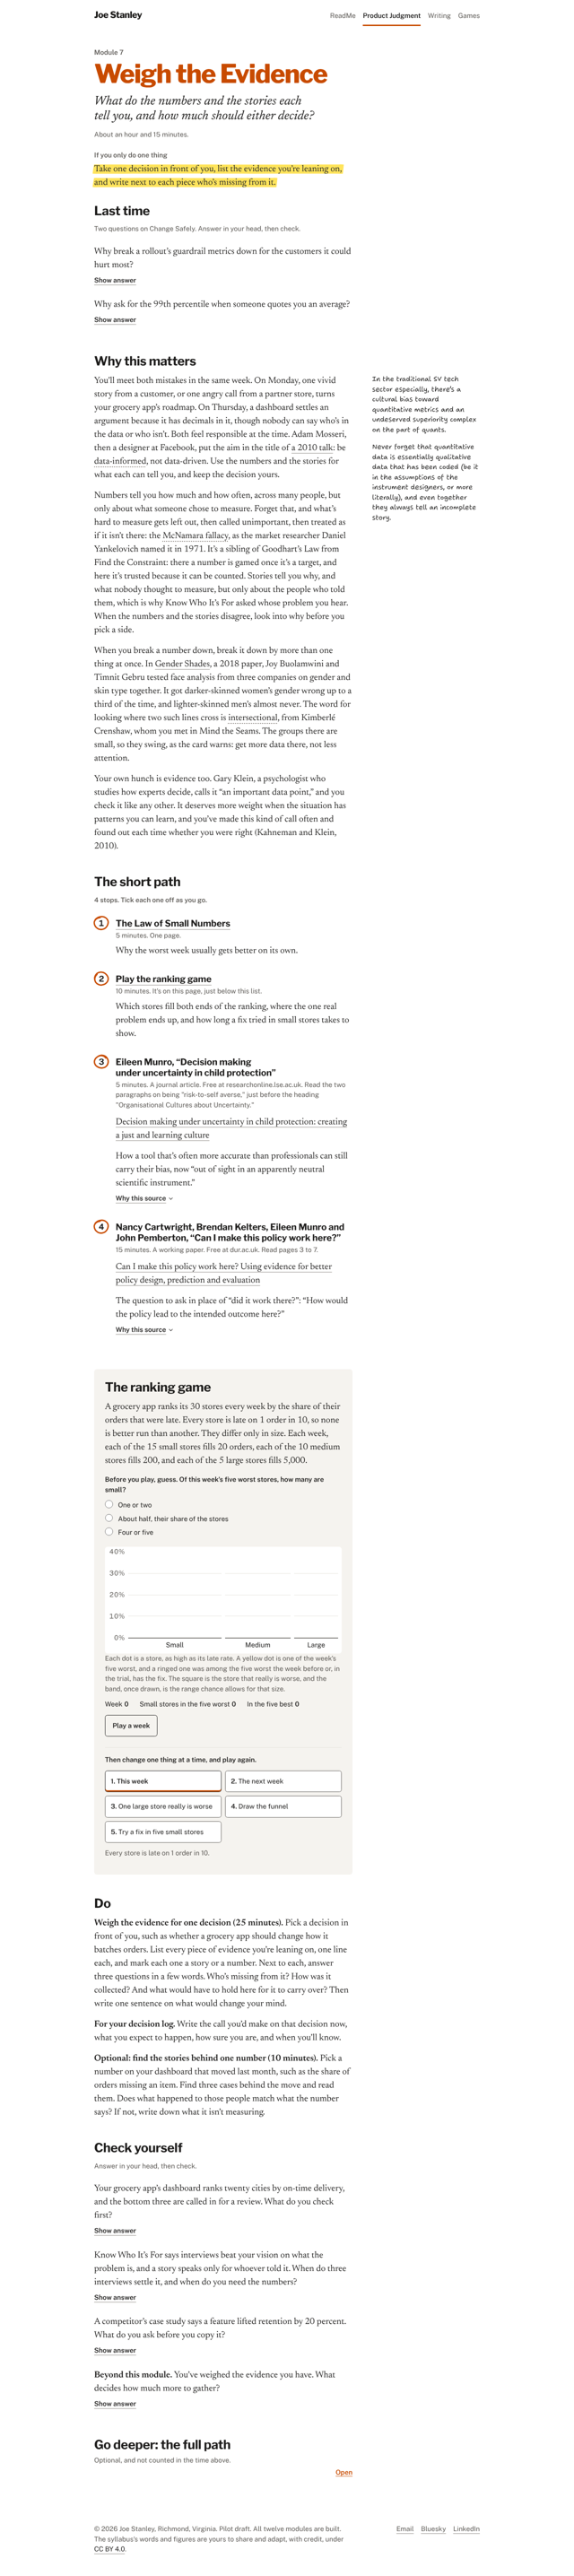 Joe Stanley
ReadMe Product Judgment Writing Games
Module 7
Weigh the Evidence
What do the numbers and the stories each
tell you, and how much should either decide?
About an hour and 15 minutes.
If you only do one thing
Take one decision in front of you, list the evidence you're leaning on,
and write next to each piece who's missing from it.
Last time
Two questions on Change Safely. Answer in your head, then check.
Why break a rollout's guardrail metrics down for the customers it could
hurt most?
Show answer
Why ask for the 99th percentile when someone quotes you an average?
Show answer
Why this matters
You'll meet both mistakes in the same week. On Monday, one vivid
story from a customer, or one angry call from a partner store, turns
your grocery app's roadmap. On Thursday, a dashboard settles an
argument because it has decimals in it, though nobody can say who's in
the data or who isn't. Both feel responsible at the time. Adam Mosseri,
then a designer at Facebook, put the aim in the title of a 2010 talk: be
data-informed, not data-driven. Use the numbers and the stories for
what each can tell you, and keep the decision yours.
In the traditional SV tech
sector especially, there's a
cultural bias toward
quantitative metrics and an
undeserved superiority complex
on the part of quants.
Never forget that quantitative
data is essentially qualitative
data that has been coded (be it
in the assumptions of the
instrument designers, or more
literally), and even together
they always tell an incomplete
story.
Numbers tell you how much and how often, across many people, but
only about what someone chose to measure. Forget that, and what's
hard to measure gets left out, then called unimportant, then treated as
if it isn't there: the McNamara fallacy, as the market researcher Daniel
Yankelovich named it in 1971. It's a sibling of Goodhart's Law from
Find the Constraint: there a number is gamed once it's a target, and
here it's trusted because it can be counted. Stories tell you why, and
what nobody thought to measure, but only about the people who told
them, which is why Know Who It's For asked whose problem you hear.
When the numbers and the stories disagree, look into why before you
pick a side.
When you break a number down, break it down by more than one
thing at once. In Gender Shades, a 2018 paper, Joy Buolamwini and
Timnit Gebru tested face analysis from three companies on gender and
skin type together. It got darker-skinned women's gender wrong up to a
third of the time, and lighter-skinned men's almost never. The word for
looking where two such lines cross is intersectional, from Kimberlé
Crenshaw, whom you met in Mind the Seams. The groups there are
small, so they swing, as the card warns: get more data there, not less
attention.
Your own hunch is evidence too. Gary Klein, a psychologist who
studies how experts decide, calls it “an important data point,” and you
check it like any other. It deserves more weight when the situation has
patterns you can learn, and you've made this kind of call often and
found out each time whether you were right (Kahneman and Klein,
2010).
The short path
4 stops. Tick each one off as you go.
1 The Law of Small Numbers
5 minutes. One page.
Why the worst week usually gets better on its own.
2 Play the ranking game
10 minutes. It's on this page, just below this list.
Which stores fill both ends of the ranking, where the one real
problem ends up, and how long a fix tried in small stores takes to
show.
3 Eileen Munro, “Decision making
under uncertainty in child protection”
5 minutes. A journal article. Free at researchonline.lse.ac.uk. Read the two
paragraphs on being "risk-to-self averse," just before the heading
"Organisational Cultures about Uncertainty."
Decision making under uncertainty in child protection: creating
a just and learning culture
How a tool that's often more accurate than professionals can still
carry their bias, now “out of sight in an apparently neutral
scientific instrument.”
Why this source
4 Nancy Cartwright, Brendan Kelters, Eileen Munro and
John Pemberton, “Can I make this policy work here?”
15 minutes. A working paper. Free at dur.ac.uk. Read pages 3 to 7.
Can I make this policy work here? Using evidence for better
policy design, prediction and evaluation
The question to ask in place of “did it work there?”: “How would
the policy lead to the intended outcome here?”
Why this source
The ranking game
A grocery app ranks its 30 stores every week by the share of their
orders that were late. Every store is late on 1 order in 10, so none
is better run than another. They differ only in size. Each week,
each of the 15 small stores fills 20 orders, each of the 10 medium
stores fills 200, and each of the 5 large stores fills 5,000.
Before you play, guess. Of this week's five worst stores, how many are
small?
One or two
About half, their share of the stores
Four or five
40%
30%
20%
10%
0%
Small Medium Large
Each dot is a store, as high as its late rate. A yellow dot is one of the week's
five worst, and a ringed one was among the five worst the week before or, in
the trial, has the fix. The square is the store that really is worse, and the
band, once drawn, is the range chance allows for that size.
Week 0 Small stores in the five worst 0 In the five best 0
Play a week
Then change one thing at a time, and play again.
1. This week
2. The next week
3. One large store really is worse
4. Draw the funnel
5. Try a fix in five small stores
Every store is late on 1 order in 10.
Do
Weigh the evidence for one decision (25 minutes). Pick a decision in
front of you, such as whether a grocery app should change how it
batches orders. List every piece of evidence you're leaning on, one line
each, and mark each one a story or a number. Next to each, answer
three questions in a few words. Who's missing from it? How was it
collected? And what would have to hold here for it to carry over? Then
write one sentence on what would change your mind.
For your decision log. Write the call you'd make on that decision now,
what you expect to happen, how sure you are, and when you'll know.
Optional: find the stories behind one number (10 minutes). Pick a
number on your dashboard that moved last month, such as the share of
orders missing an item. Find three cases behind the move and read
them. Does what happened to those people match what the number
says? If not, write down what it isn't measuring.
Check yourself
Answer in your head, then check.
Your grocery app's dashboard ranks twenty cities by on-time delivery,
and the bottom three are called in for a review. What do you check
first?
Show answer
Know Who It's For says interviews beat your vision on what the
problem is, and a story speaks only for whoever told it. When do three
interviews settle it, and when do you need the numbers?
Show answer
A competitor's case study says a feature lifted retention by 20 percent.
What do you ask before you copy it?
Show answer
Beyond this module. You've weighed the evidence you have. What
decides how much more to gather?
Show answer
Go deeper: the full path
Optional, and not counted in the time above.
Open
© 2026 Joe Stanley, Richmond, Virginia. Pilot draft. All twelve modules are built.
The syllabus's words and figures are yours to share and adapt, with credit, under
CC BY 4.0.
Email Bluesky LinkedIn